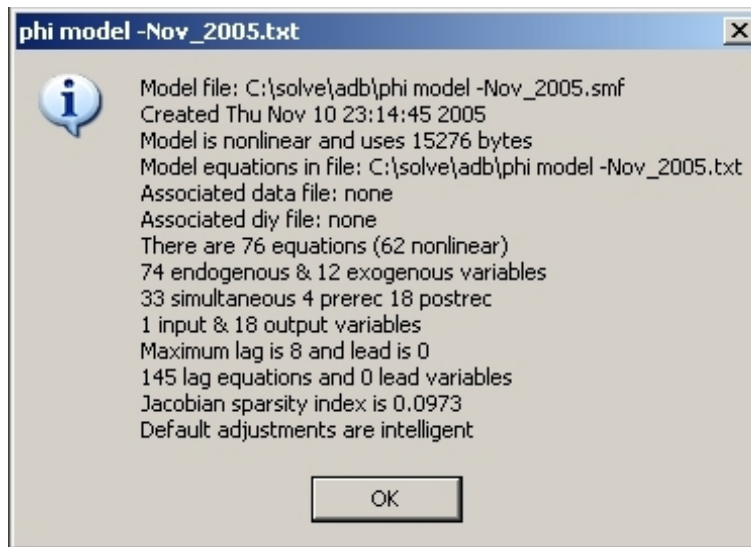 phi model -Nov_2005.txt
Model file: C:\solve\adb\phi model -Nov_2005.smf
Created Thu Nov 10 23:14:45 2005
Model is nonlinear and uses 15276 bytes
Model equations in file: C:\solve\adb\phi model -Nov_2005.txt
Associated data file: none
Associated diy file: none
There are 76 equations (62 nonlinear)
74 endogenous & 12 exogenous variables
33 simultaneous 4 prerec 18 postrec
1 input & 18 output variables
Maximum lag is 8 and lead is 0
145 lag equations and 0 lead variables
Jacobian sparsity index is 0.0973
Default adjustments are intelligent
OK